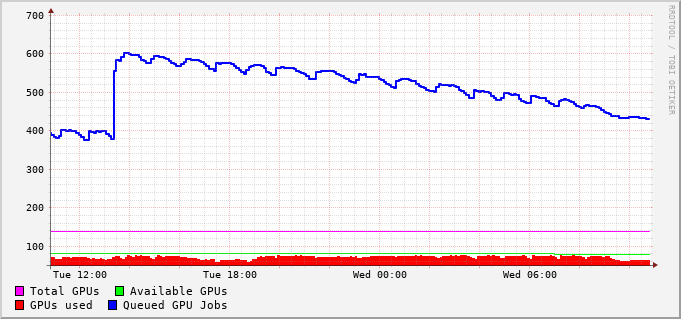 700
600
500
400
300
200
100
Tue 12:00 Tue 18:00 Wed 00:00 Wed 06:00
Total GPUs Available GPUs
GPUs used Queued GPU Jobs
RRDTOOL / TOBI OETIKER